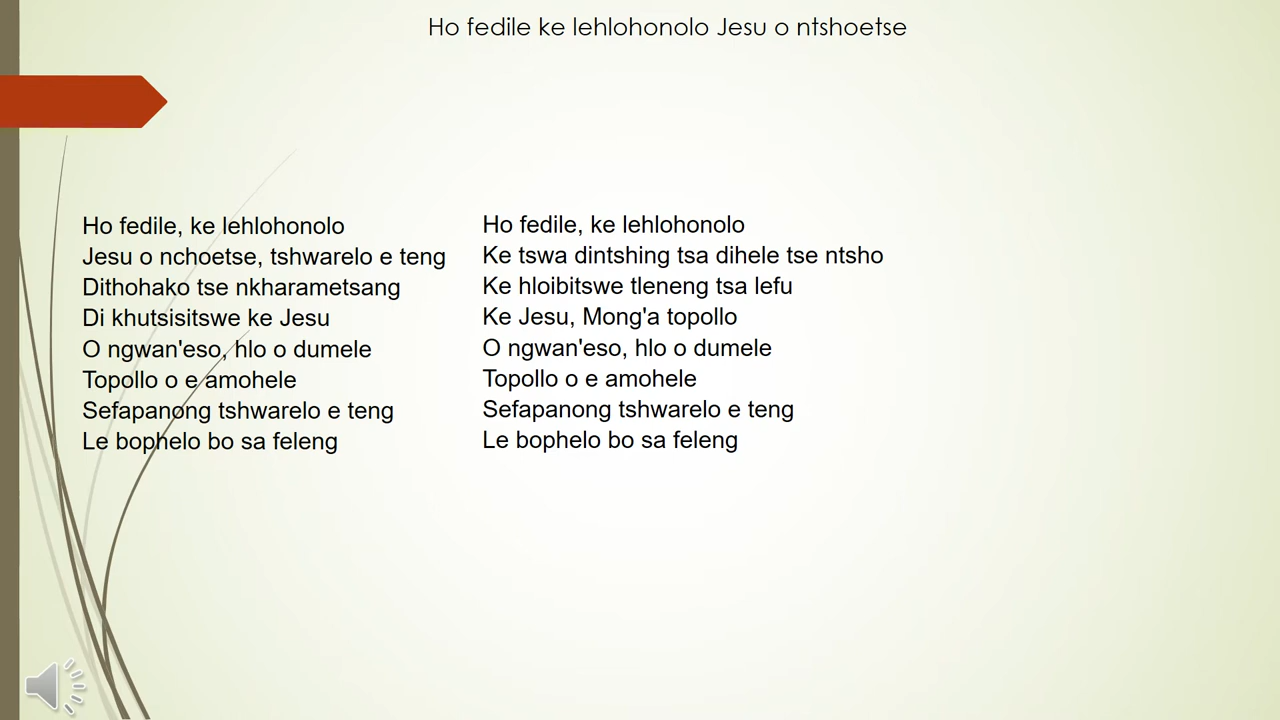 Ho fedile ke lehlohonolo Jesu o ntshoetse
Ho fedile, ke lehlohonolo
Jesu o nchoetse, tshwarelo e teng
Dithohako tse nkharametsang
Di khutsisitswe ke Jesu
O ngwan'eso, hlo o dumele
Topollo o e amohele
Sefapanong tshwarelo e teng
Le bophelo bo sa feleng
Ho fedile, ke lehlohonolo
Ke tswa dintshing tsa dihele tse ntsho
Ke hloibitswe tleneng tsa lefu
Ke Jesu, Mong'a topollo
O ngwan'eso, hlo o dumele
Topollo o e amohele
Sefapanong tshwarelo e teng
Le bophelo bo sa feleng